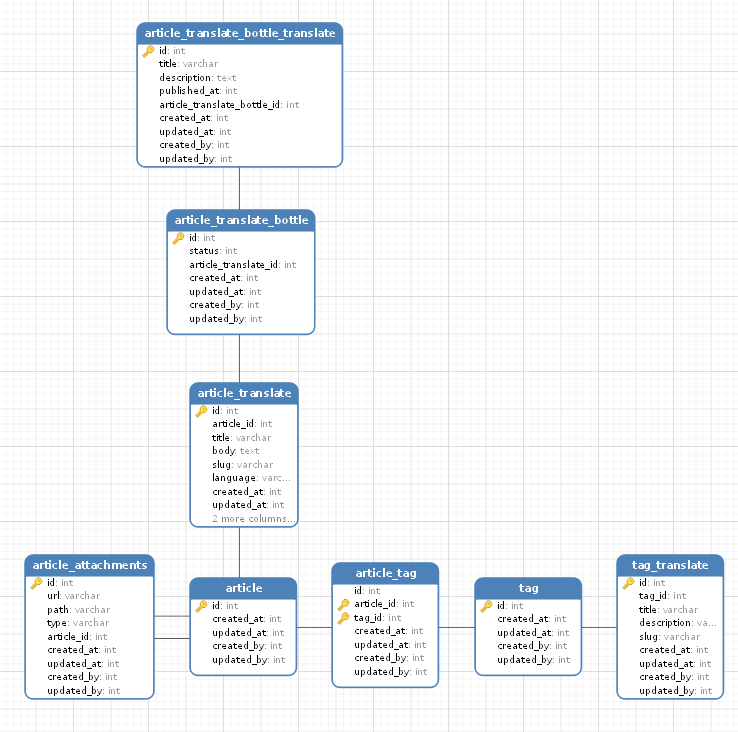 article_translate_bottle_translate
id: int
title: varchar
description: text
published_at: int
article_translate_bottle_id: int
created_at: int
updated_at: int
created_by: int
updated_by: int
article_translate_bottle
id: int
status: int
article_translate_id: int
created_at: int
updated_at: int
created_by: int
updated_by: int
article_translate
id: int
article_id: int
title: varchar
body: text
slug: varchar
language: varc...
created_at: int
updated_at: int
2 more columns...
article_attachments
id: int
url: varchar
path: varchar
type: varchar
article_id: int
created_at: int
updated_at: int
created_by: int
updated_by: int
article
id: int
created_at: int
updated_at: int
created_by: int
updated_by: int
article_tag
id: int
article_id: int
tag_id: int
created_at: int
updated_at: int
created_by: int
updated_by: int
tag
id: int
created_at: int
updated_at: int
created_by: int
updated_by: int
tag_translate
id: int
tag_id: int
title: varchar
description: va...
slug: varchar
created_at: int
updated_at: int
created_by: int
updated_by: int